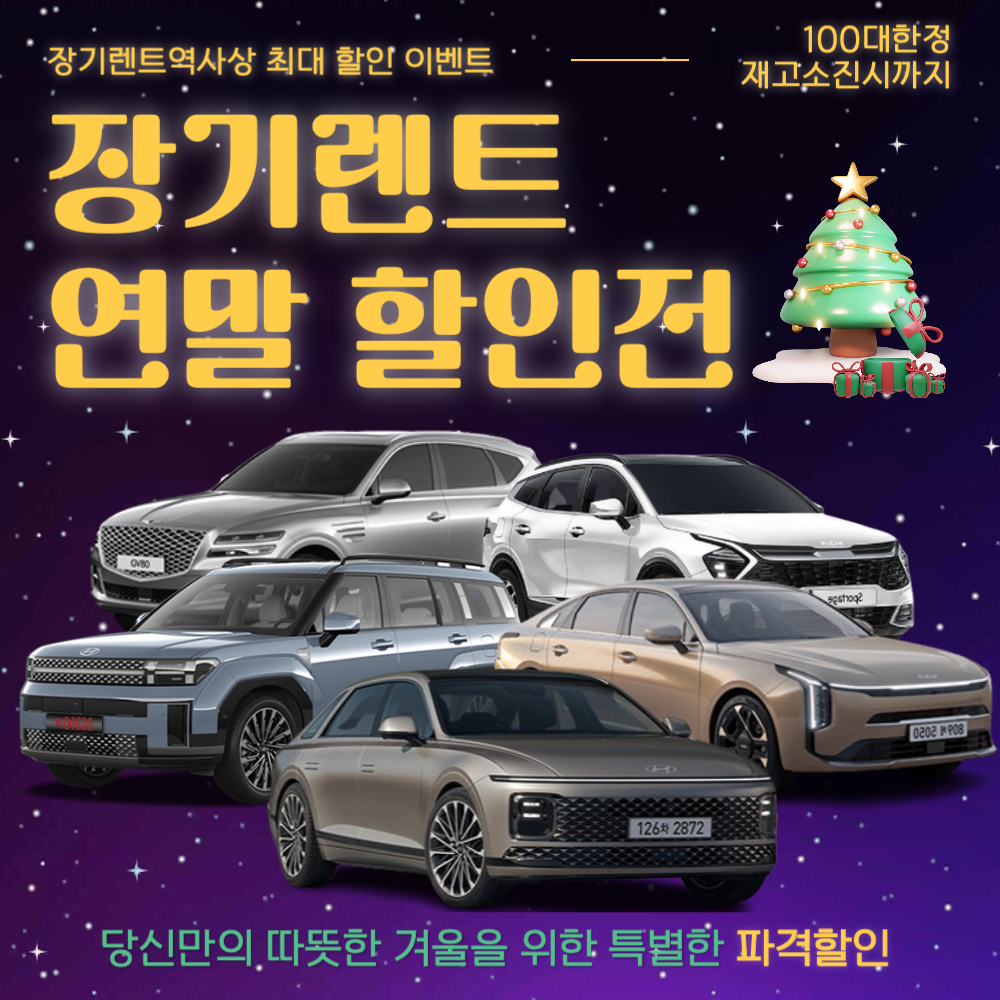 장기렌트역사상 최대 할인 이벤트
100대한정
재고소진시까지
장기렌트
연말 할인전
GV80
Sportage
126차 2872
당신만의 따뜻한 겨울을 위한 특별한 파격할인